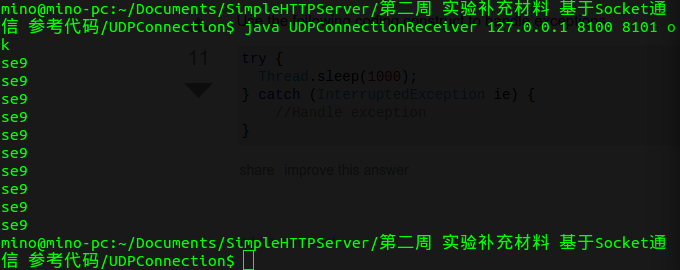 mino@mino-pc:~/Documents/SimpleHTTPServer/第二周 实验补充材料 基于Socket通
信 参考代码/UDPConnection$ java UDPConnectionReceiver 127.0.0.1 8100 8101 o
k
11
try {
Thread.sleep(1000);
} catch (InterruptedException ie) {
//Handle exception
}
share improve this answer
se9
se9
se9
se9
se9
se9
se9
se9
se9
se9
mino@mino-pc:~/Documents/SimpleHTTPServer/第二周 实验补充材料 基于Socket通
信 参考代码/UDPConnection$